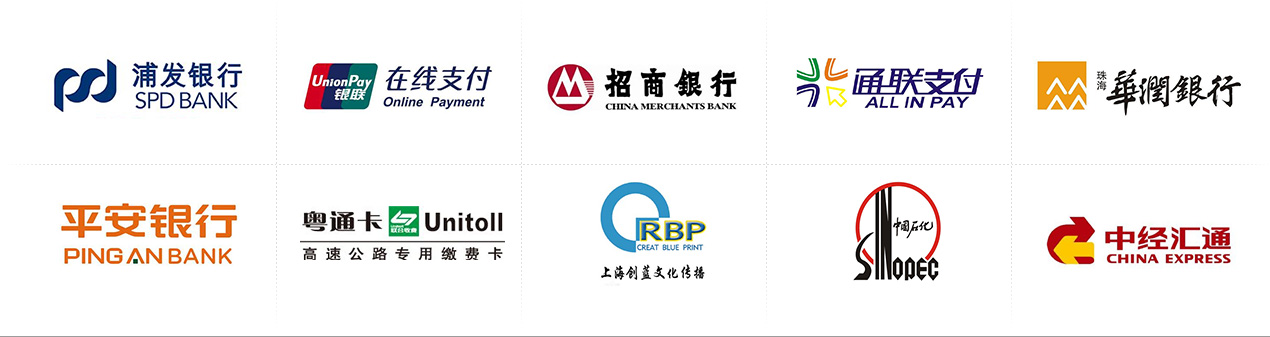 浦发银行
SPD BANK
UnionPay
银联
在线支付
Online Payment
招商银行
CHINA MERCHANTS BANK
通联支付
ALL IN PAY
珠海
華潤銀行
平安银行
PING AN BANK
粤通卡
Unitoll
高速公路专用缴费卡
RBP
CREAT BLUE PRINT
上海创蓝文化传播
中国石化
SINOPEC
中经汇通
CHINA EXPRESS